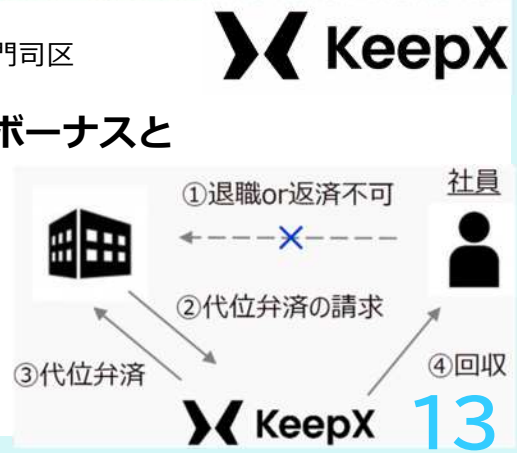 門司区
KeepX
ボーナスと
①退職or返済不可
社員
②代位弁済の請求
③代位弁済
④回収
KeepX
13